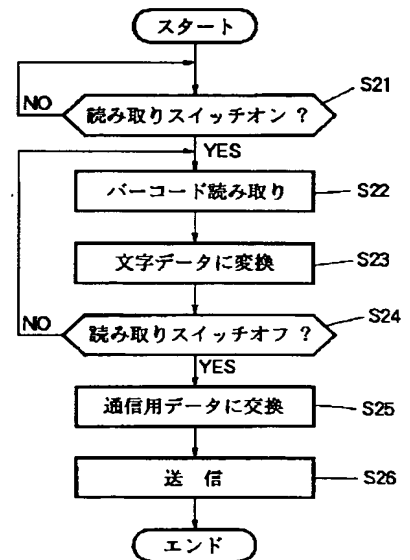 スタート
NO
読み取りスイッチオン ?
S21
YES
バーコード読み取り
S22
文字データに変換
S23
NO
読み取りスイッチオフ ?
S24
YES
通信用データに交換
S25
送 信
S26
エンド